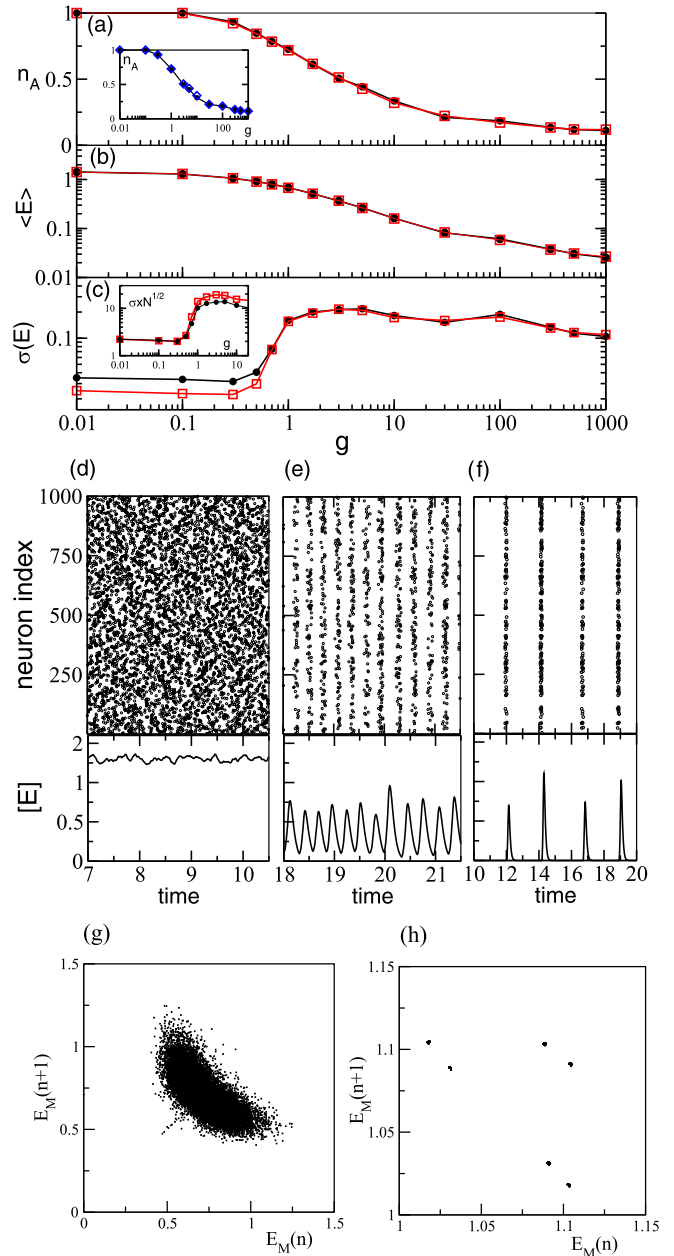 (a)
1
0.5
0
n_A
n_A
1
0.5
0
0.01
1
100
g
(b)
1
0.1
0.01
<E>
(c)
σxN^1/2
10
1
0.01
0.1
1
10
g
0.1
σ(E)
0.01
0.1
1
10
100
1000
g
(d)
(e)
(f)
1000
750
500
250
neuron index
2
1.5
1
0.5
0
[E]
7
8
9
10
time
18
19
20
21
time
10
12
14
16
18
20
time
(g)
1.5
1
0.5
0
E_M(n+1)
0
0.5
1
1.5
E_M(n)
(h)
1.15
1.1
1.05
1
E_M(n+1)
1
1.05
1.1
1.15
E_M(n)